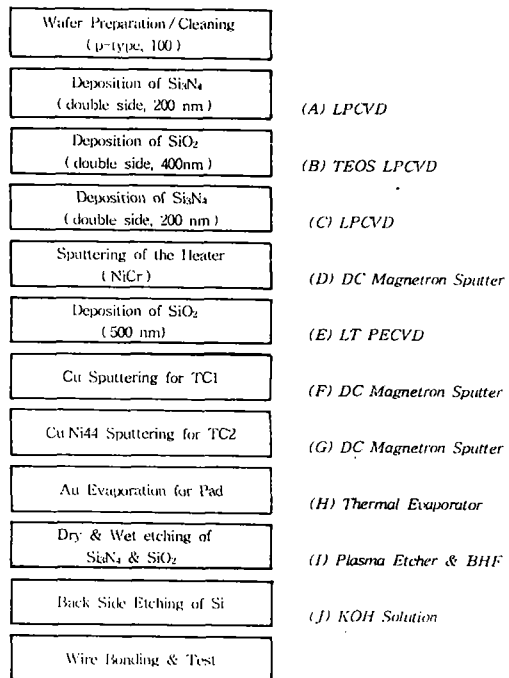 Wafer Preparation/Cleaning
(p-type, 100)
Deposition of Si₃N₄
(double side, 200 nm)
(A) LPCVD
Deposition of SiO₂
(double side, 400nm)
(B) TEOS LPCVD
Deposition of Si₃N₄
(double side, 200 nm)
(C) LPCVD
Sputtering of the Heater
(NiCr)
(D) DC Magnetron Sputter
Deposition of SiO₂
(500 nm)
(E) LT PECVD
Cu Sputtering for TC1
(F) DC Magnetron Sputter
Cu Ni44 Sputtering for TC2
(G) DC Magnetron Sputter
Au Evaporation for Pad
(H) Thermal Evaporator
Dry & Wet etching of
Si₃N₄ & SiO₂
(I) Plasma Etcher & BHF
Back Side Etching of Si
(J) KOH Solution
Wire Bonding & Test